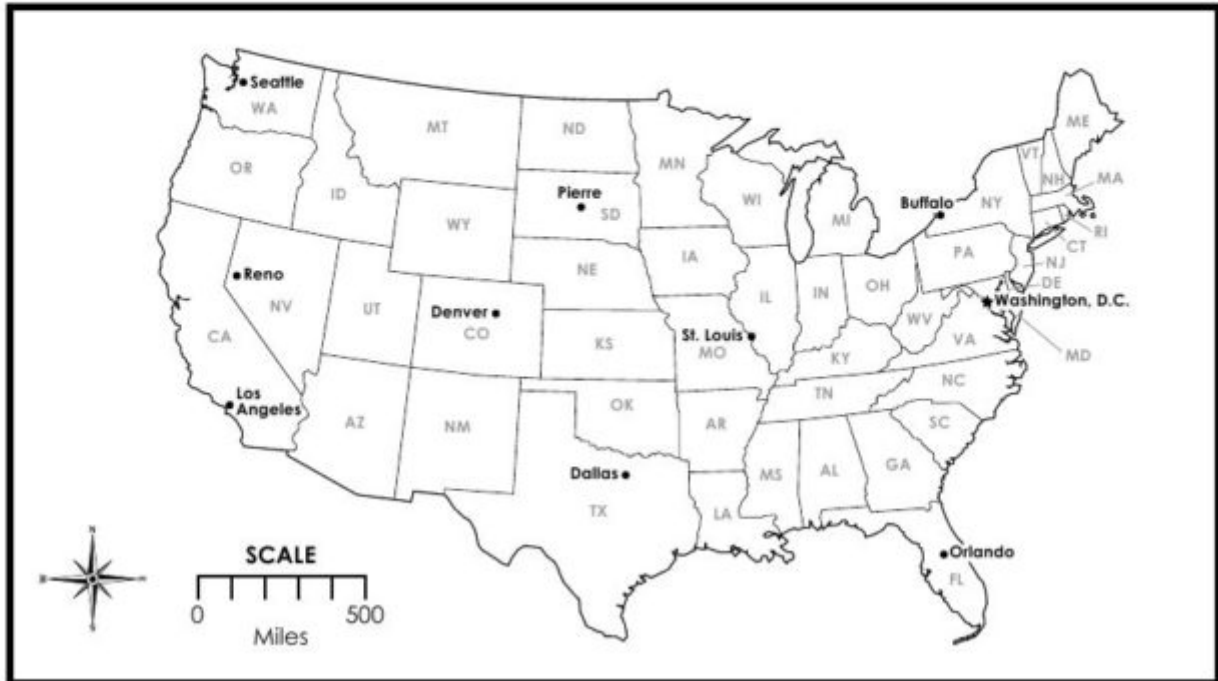 Seattle
WA
MT
ND
MN
ME
VT
NH
MA
OR
ID
WY
Pierre
SD
WI
MI
Buffalo
NY
RI
CT
PA
NJ
DE
Reno
NV
UT
NE
IA
IL
IN
OH
Washington, D.C.
Denver
CO
KS
St. Louis
MO
WV
VA
KY
MD
CA
Los
Angeles
AZ
NM
OK
AR
TN
NC
SC
Dallas
TX
LA
MS
AL
GA
Orlando
FL
N
S
SCALE
0
500
Miles